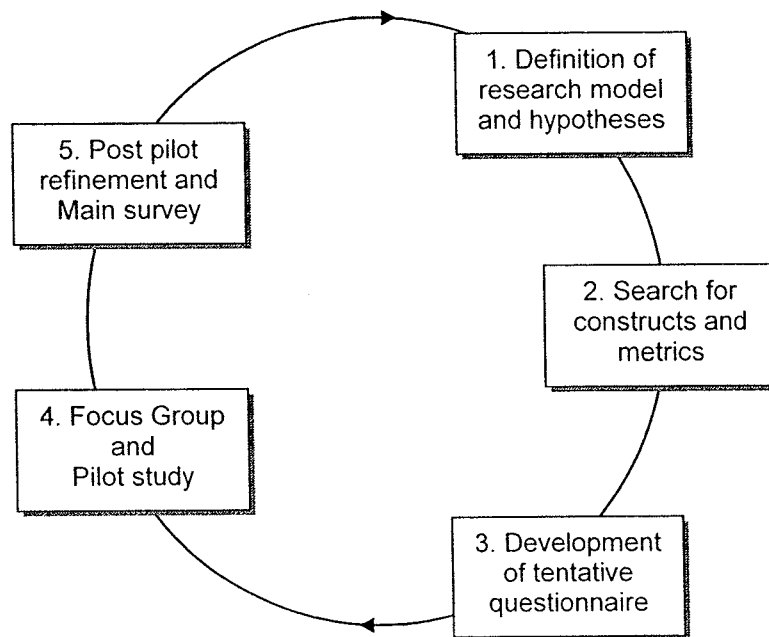 1. Definition of
research model
and hypotheses
2. Search for
constructs and
metrics
3. Development
of tentative
questionnaire
4. Focus Group
and
Pilot study
5. Post pilot
refinement and
Main survey